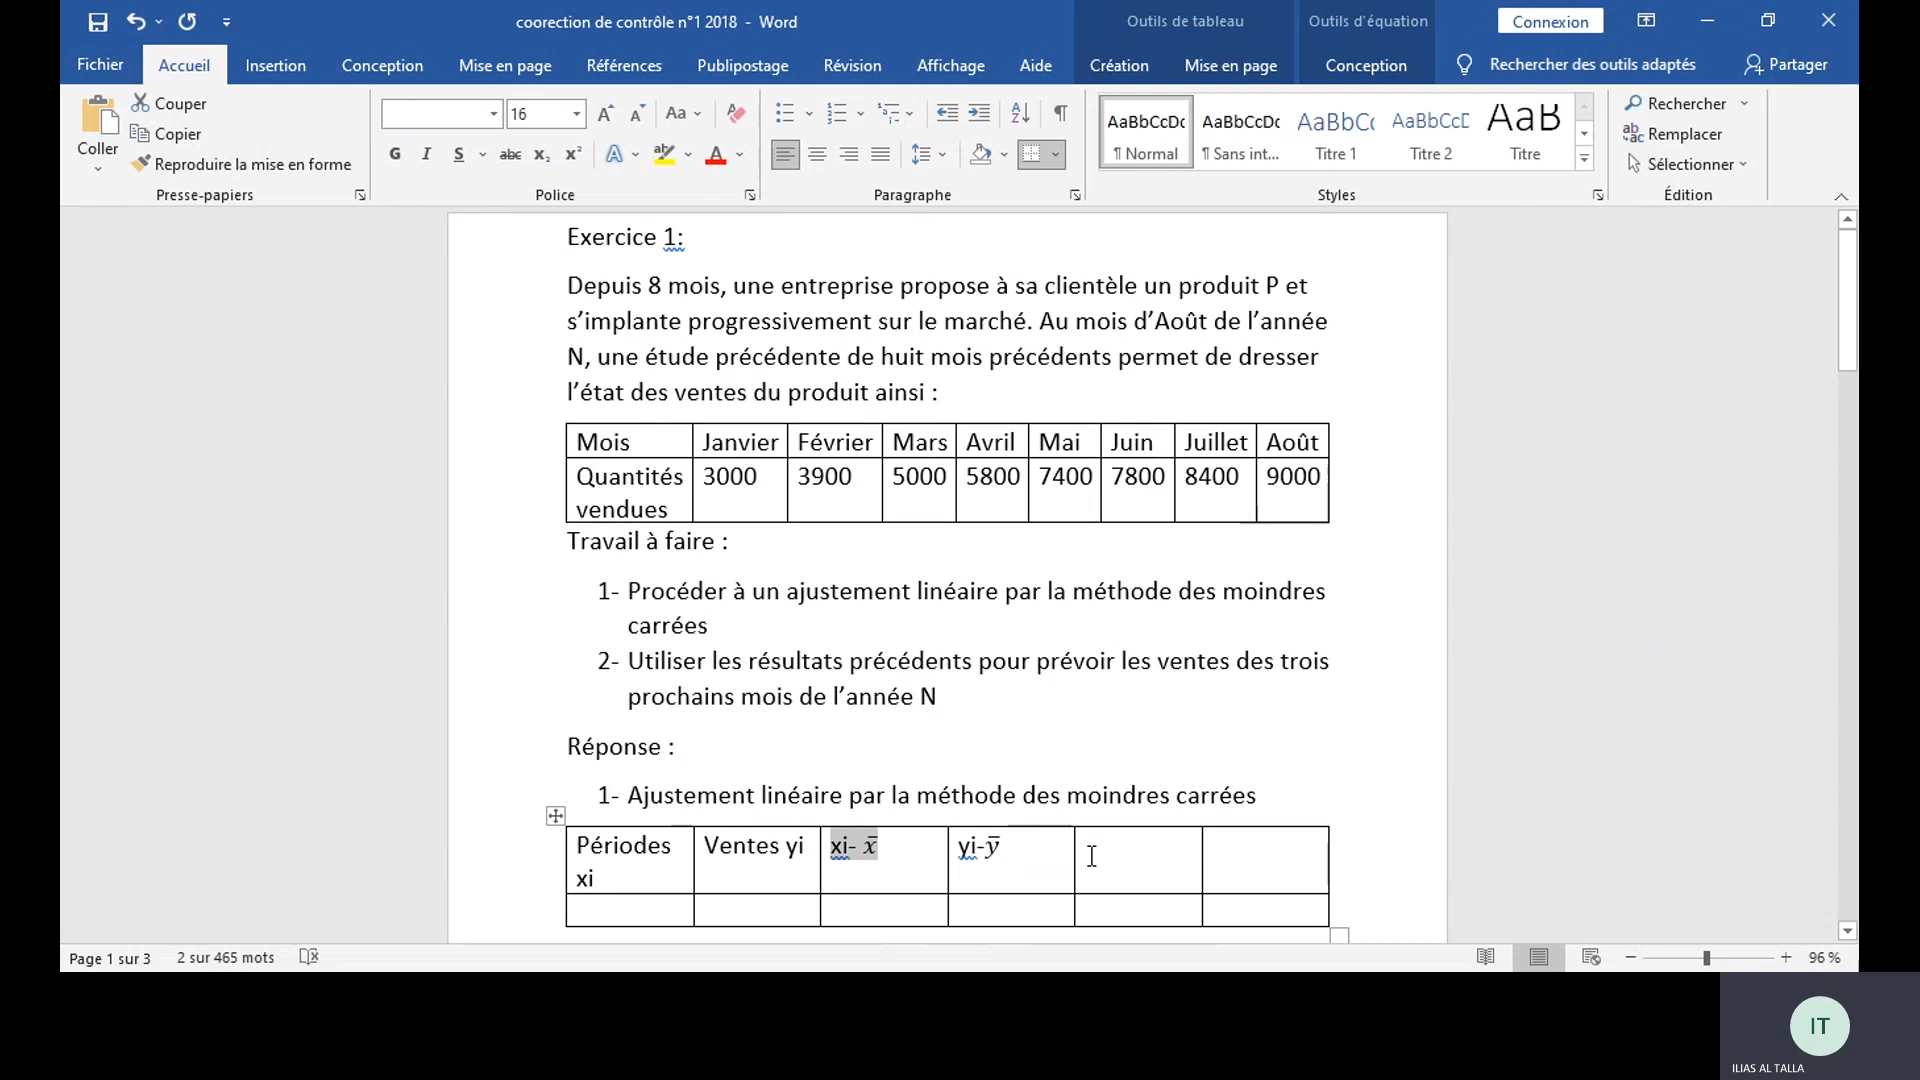 coorection de contrôle n°1 2018 - Word
Outils de tableau
Outils d'équation
Connexion
Fichier
Accueil
Insertion
Conception
Mise en page
Références
Publipostage
Révision
Affichage
Aide
Création
Mise en page
Conception
Rechercher des outils adaptés
Partager
Coller
Couper
Copier
Reproduire la mise en forme
Presse-papiers
16
Aa
G I S abc x₂ x² A A
Police
Paragraphe
AaBbCcDc
¶ Normal
AaBbCcDc
¶ Sans int...
AaBbCc
Titre 1
AaBbCcD
Titre 2
AaB
Titre
Styles
Rechercher
Remplacer
Sélectionner
Édition
Exercice 1:
Depuis 8 mois, une entreprise propose à sa clientèle un produit P et
s’implante progressivement sur le marché. Au mois d’Août de l’année
N, une étude précédente de huit mois précédents permet de dresser
l’état des ventes du produit ainsi :
Mois Janvier Février Mars Avril Mai Juin Juillet Août
Quantités vendues 3000 3900 5000 5800 7400 7800 8400 9000
Travail à faire :
1- Procéder à un ajustement linéaire par la méthode des moindres
carrées
2- Utiliser les résultats précédents pour prévoir les ventes des trois
prochains mois de l’année N
Réponse :
1- Ajustement linéaire par la méthode des moindres carrées
Périodes xi Ventes yi xi- x̅ yi-y̅
Page 1 sur 3
2 sur 465 mots
96 %
IT
ILIAS AL TALLA